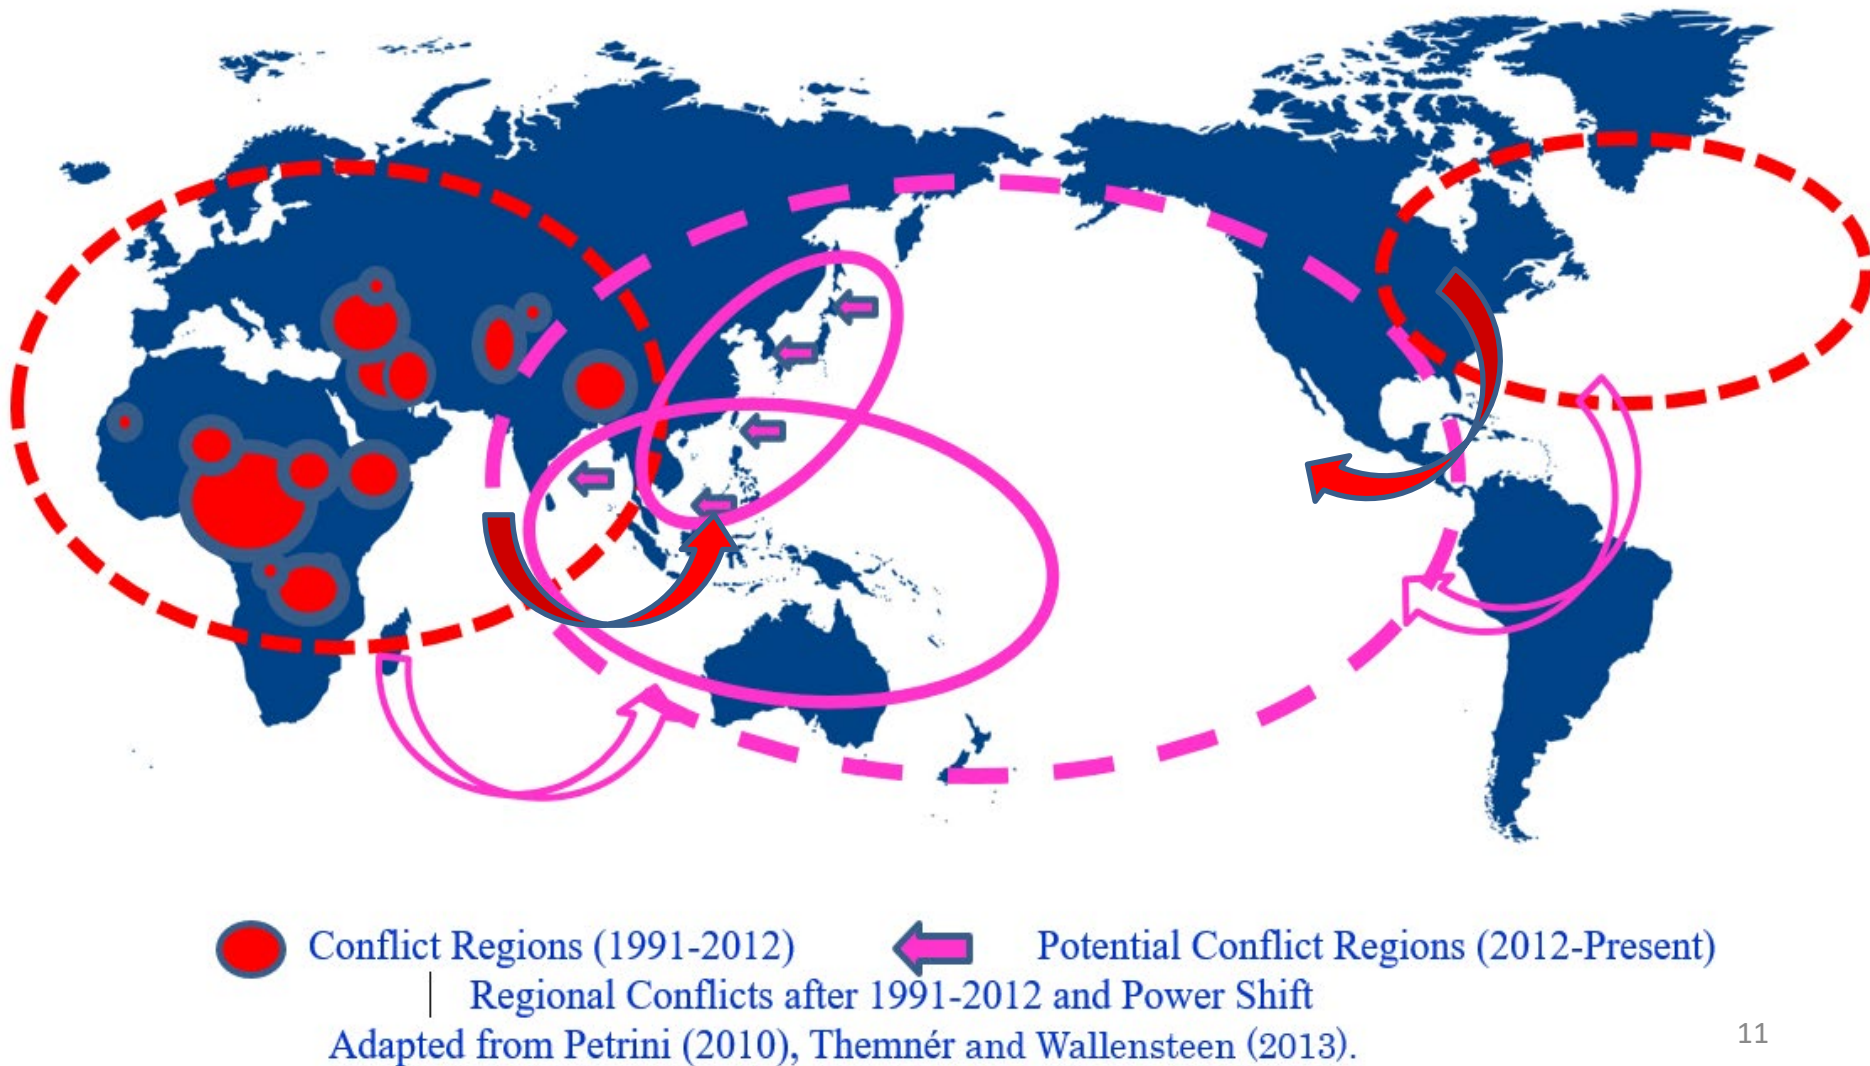 Conflict Regions (1991-2012) Potential Conflict Regions (2012-Present)
Regional Conflicts after 1991-2012 and Power Shift
Adapted from Petrini (2010), Themnér and Wallensteen (2013).
11